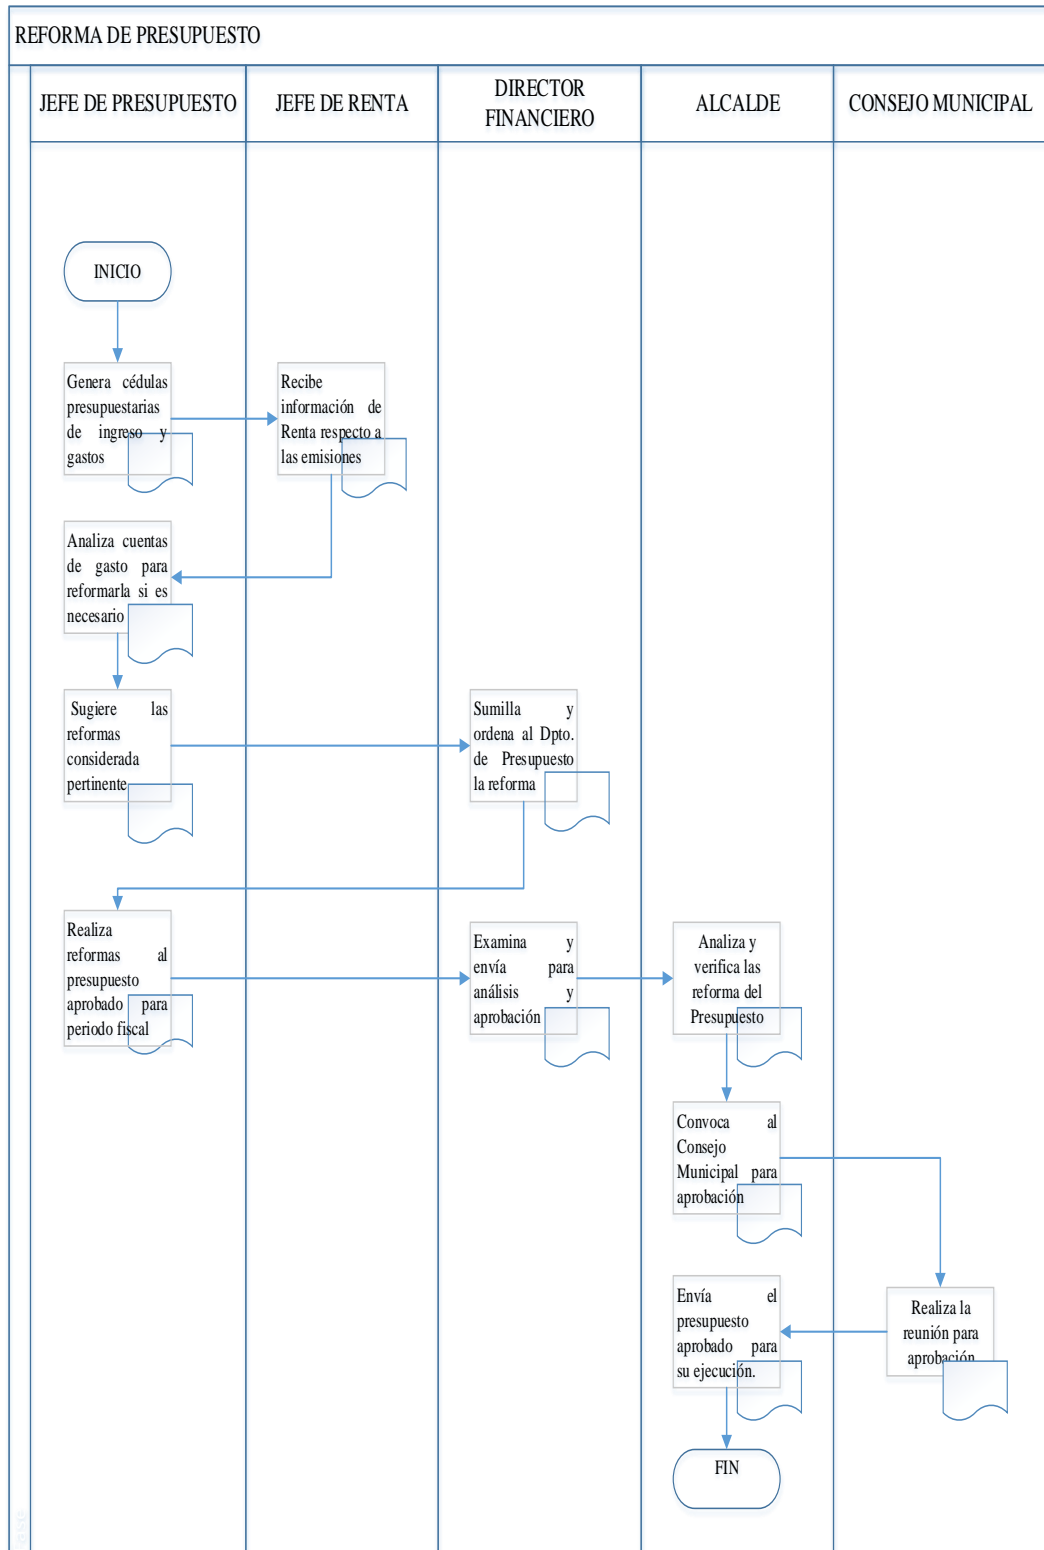 REFORMA DE PRESUPUESTO
JEFE DE PRESUPUESTO
JEFE DE RENTA
DIRECTOR
FINANCIERO
ALCALDE
CONSEJO MUNICIPAL
INICIO
Genera cédulas
presupuestarias
de ingreso y
gastos
Recibe
información de
Renta respecto a
las emisiones
Analiza cuentas
de gasto para
reformarla si es
necesario
Sugiere las
reformas
considerada
pertinente
Sumilla y
ordena al Dpto.
de Presupuesto
la reforma
Realiza
reformas al
presupuesto
aprobado para
periodo fiscal
Examina y
envía para
análisis y
aprobación
Analiza y
verifica las
reforma del
Presupuesto
Convoca al
Consejo
Municipal para
aprobación
Realiza la
reunión para
aprobación
Envía el
presupuesto
aprobado para
su ejecución.
FIN